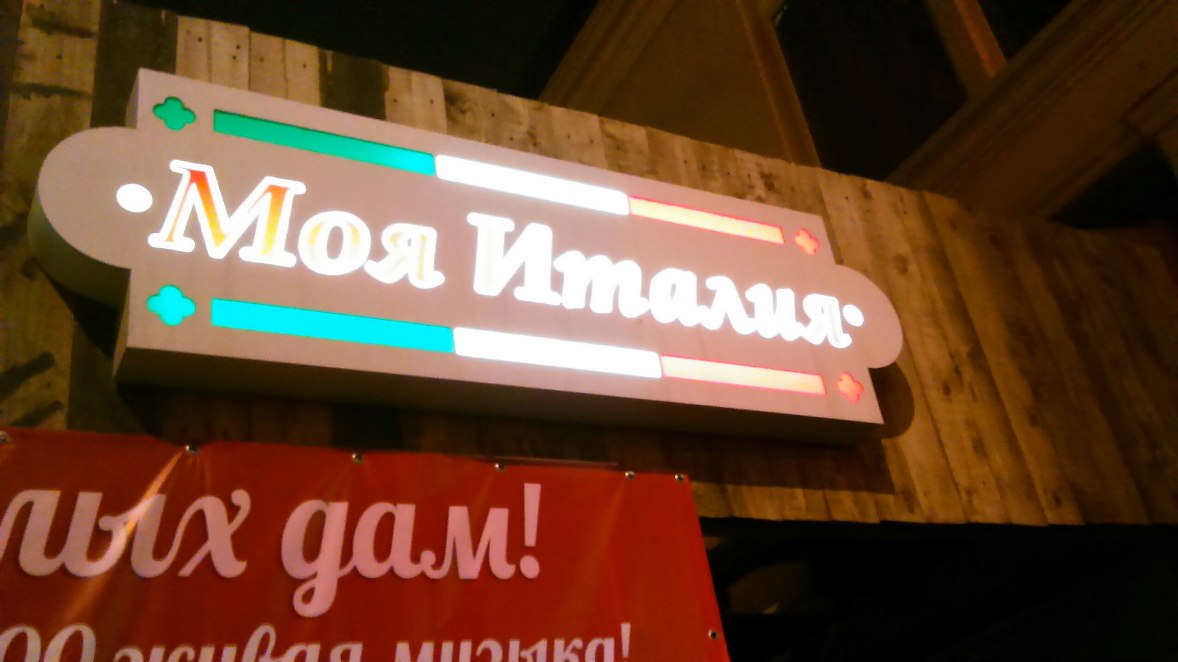 Моя Италия
дам!
живая музыка!